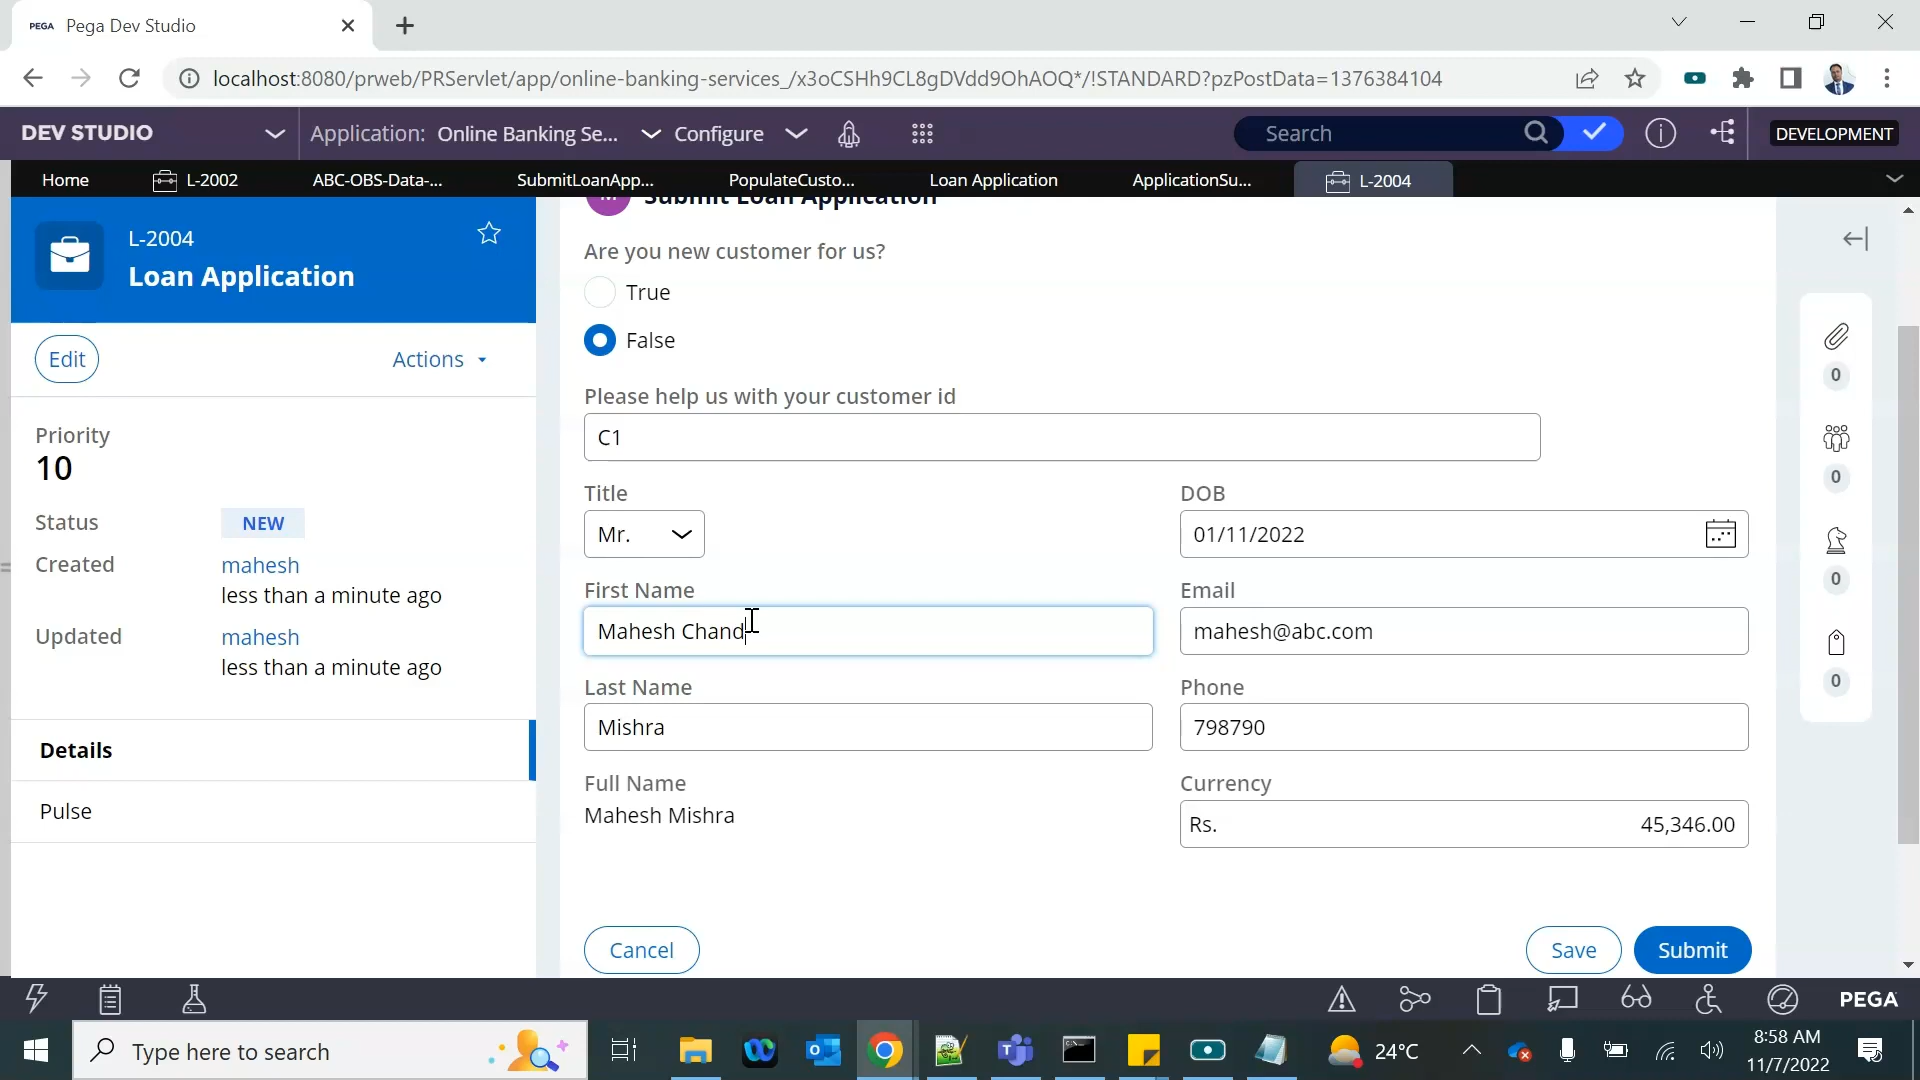 PEGA Pega Dev Studio
localhost:8080/prweb/PRServlet/app/online-banking-services_/x3oCSHh9CL8gDVdd9OhAOQ*/!STANDARD?pzPostData=1376384104
DEV STUDIO Application: Online Banking Se... Configure Search DEVELOPMENT
Home L-2002 ABC-OBS-Data-... SubmitLoanApp... PopulateCusto... Loan Application ApplicationSu... L-2004
L-2004
Loan Application
Edit Actions
Priority
10
Status NEW
Created mahesh
less than a minute ago
Updated mahesh
less than a minute ago
Details
Pulse
M Submit Loan Application
Are you new customer for us?
True
False
Please help us with your customer id
C1
Title
Mr.
First Name
Mahesh Chand
Last Name
Mishra
Full Name
Mahesh Mishra
DOB
01/11/2022
Email
mahesh@abc.com
Phone
798790
Currency
Rs. 45,346.00
Cancel Save Submit
0
0
0
0
PEGA
Type here to search
24°C
8:58 AM
11/7/2022